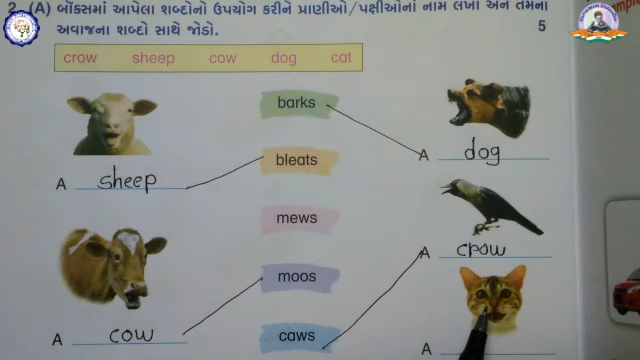 2. (A) બૉક્સમાં આપેલા શબ્દોનો ઉપયોગ કરીને પ્રાણીઓ/પક્ષીઓનાં નામ લખો અને તેમના
અવાજના શબ્દો સાથે જોડો. 5
crow sheep cow dog cat
barks
A dog
bleats
A sheep
mews
A crow
moos
A cow
caws
A